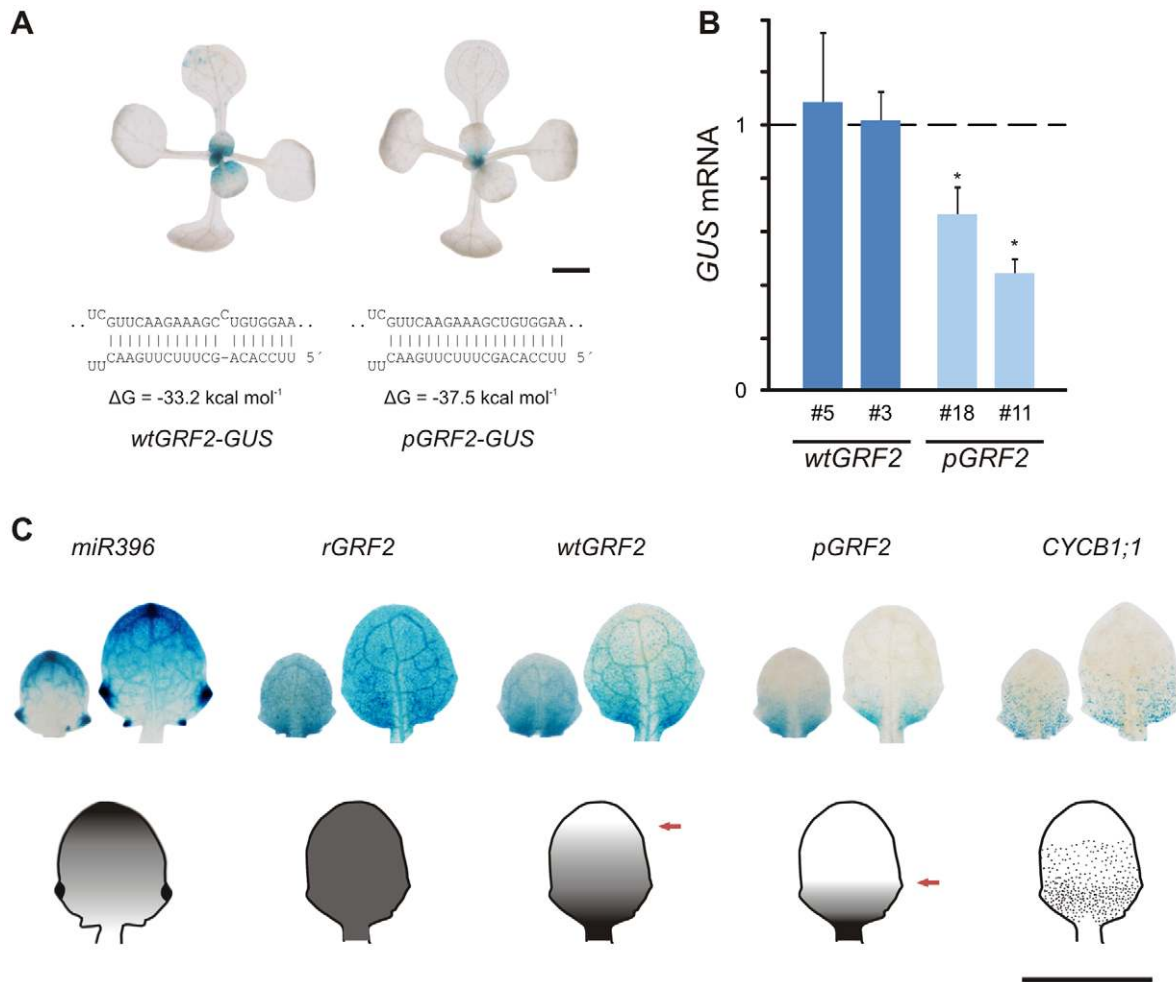 A
UC GUUCAAGAAAGC C UGUGGAA..
..
UU CAAGUUCUUUCG-ACACCUU 5´
ΔG = -33.2 kcal mol-1
wtGRF2-GUS
.. UC GUUCAAGAAAGCUGUGGAA..
UU CAAGUUCUUUCGACACCUU 5´
ΔG = -37.5 kcal mol-1
pGRF2-GUS
B
GUS mRNA
1
0
* *
#5 #3 #18 #11
wtGRF2 pGRF2
C
miR396 rGRF2 wtGRF2 pGRF2 CYCB1;1